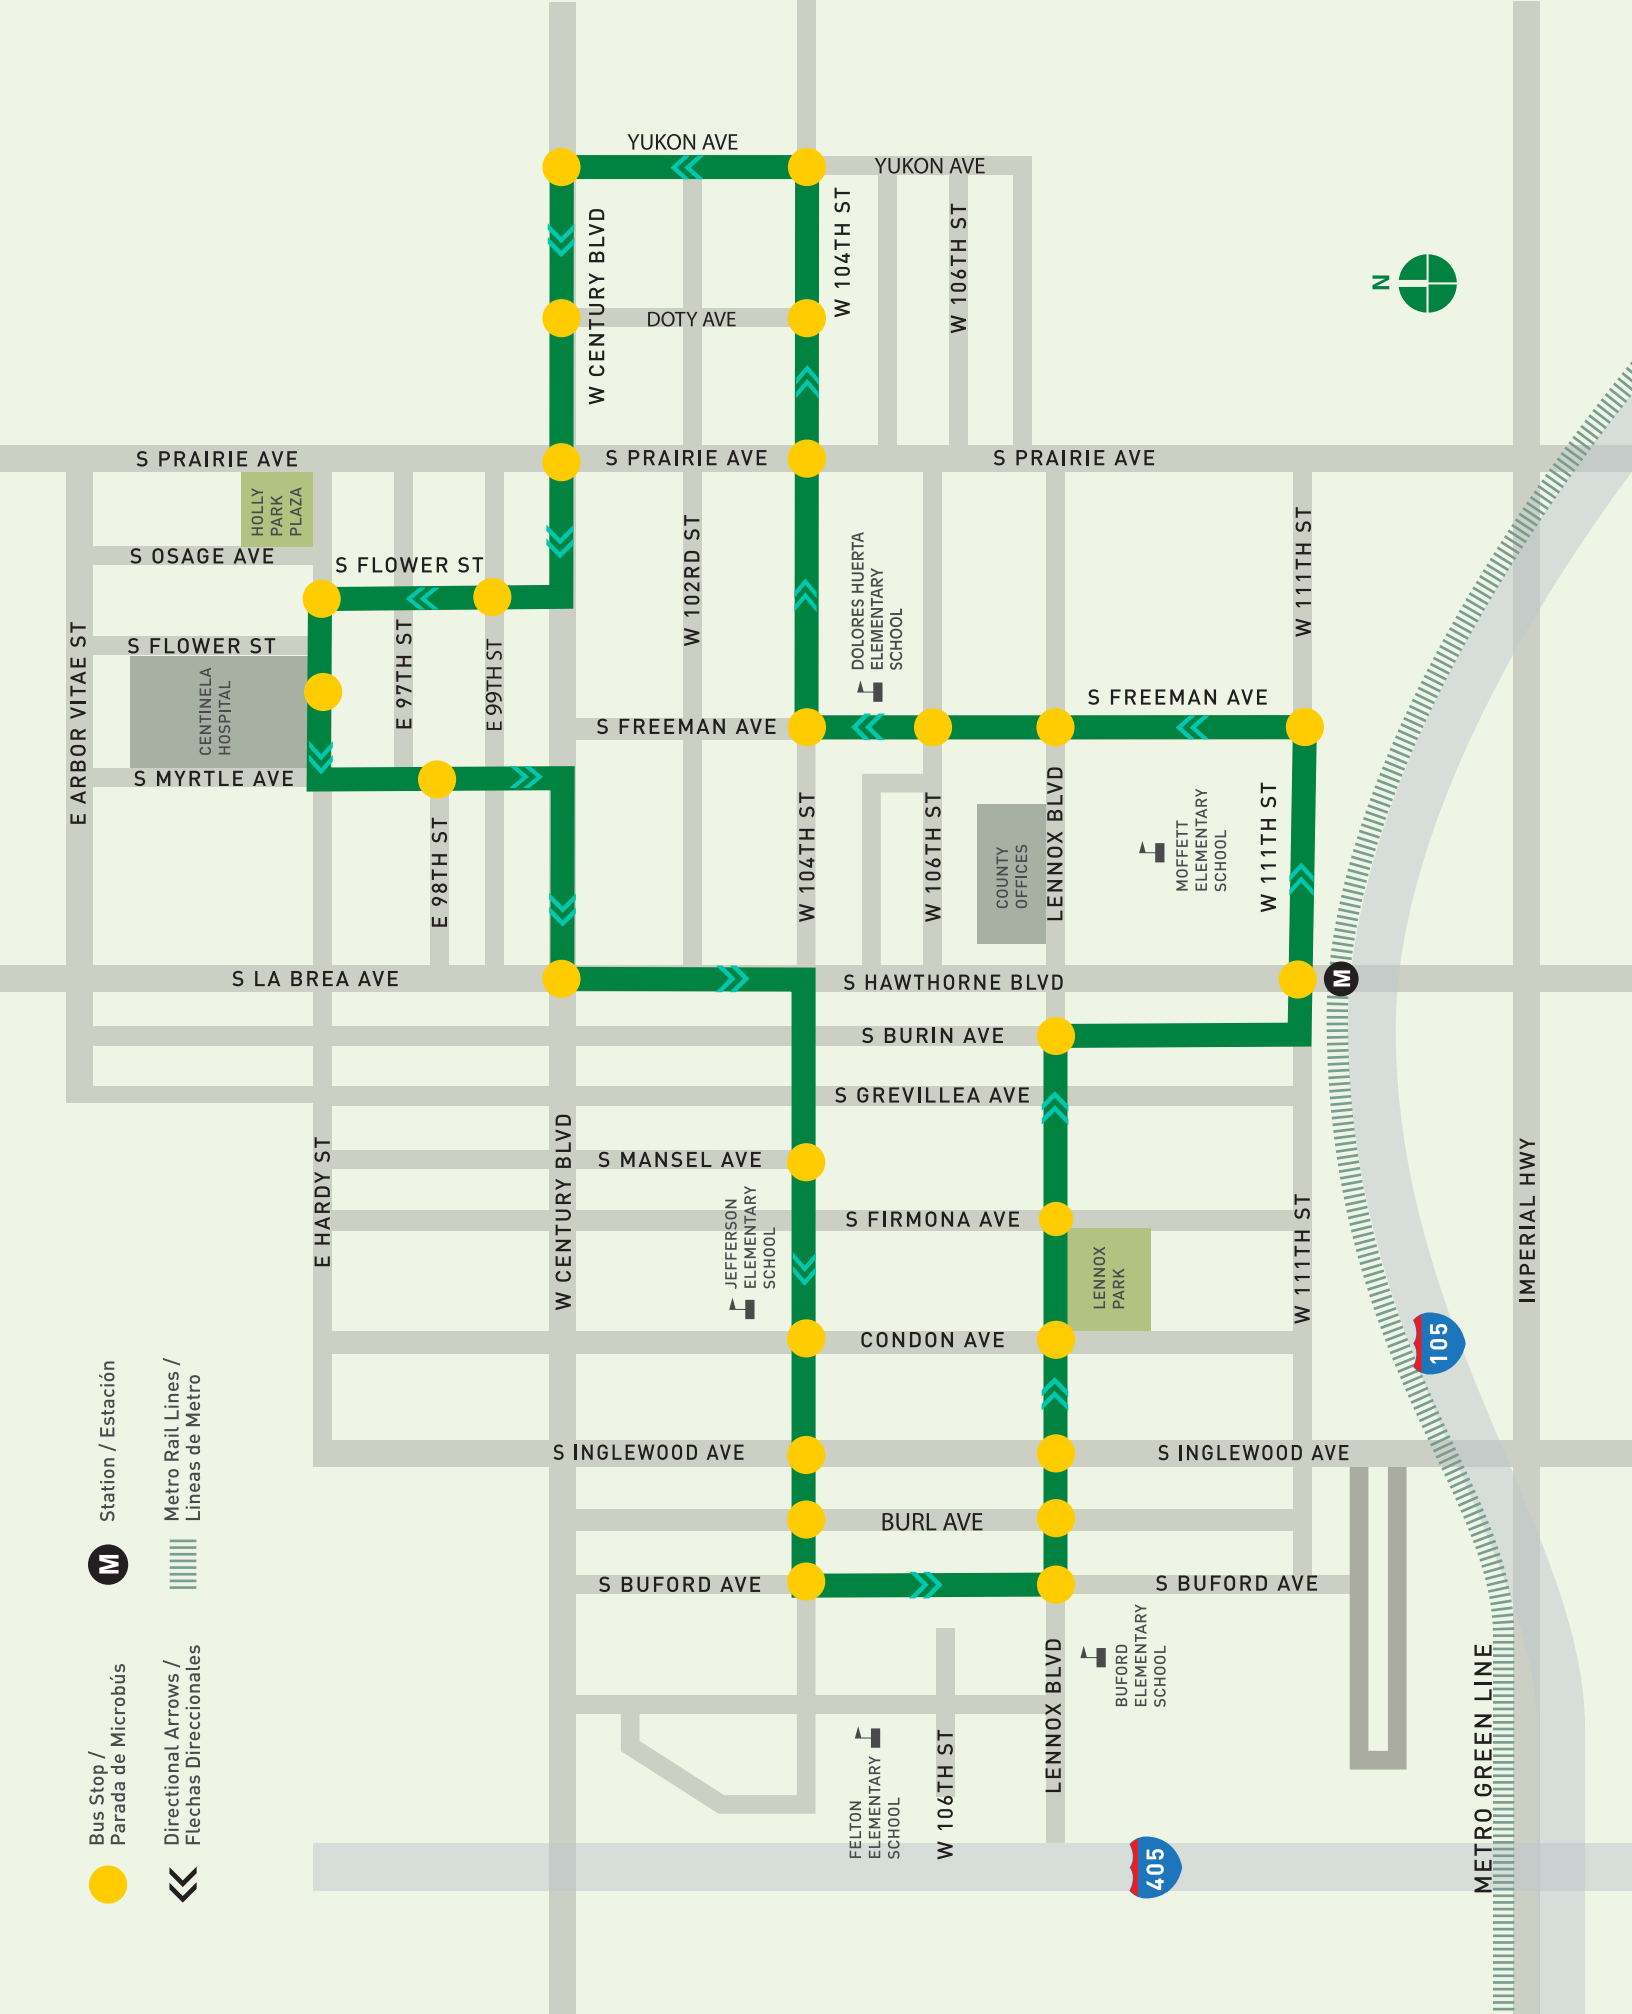 YUKON AVE
YUKON AVE
W CENTURY BLVD
W 104TH ST
W 106TH ST
DOTY AVE
N
S PRAIRIE AVE
S PRAIRIE AVE
S PRAIRIE AVE
HOLLY
PARK
PLAZA
S OSAGE AVE
S FLOWER ST
S FLOWER ST
W 102RD ST
DOLORES HUERTA
ELEMENTARY
SCHOOL
W 111TH ST
E ARBOR VITAE ST
CENTINELA
HOSPITAL
E 97TH ST
E 99TH ST
S FREEMAN AVE
S FREEMAN AVE
S MYRTLE AVE
E 98TH ST
W 104TH ST
W 106TH ST
COUNTY
OFFICES
LENNOX BLVD
MOFFETT
ELEMENTARY
SCHOOL
W 111TH ST
S LA BREA AVE
S HAWTHORNE BLVD
M
S BURIN AVE
S GREVILLEA AVE
E HARDY ST
W CENTURY BLVD
S MANSEL AVE
JEFFERSON
ELEMENTARY
SCHOOL
S FIRMONA AVE
LENNOX
PARK
W 111TH ST
IMPERIAL HWY
CONDON AVE
105
S INGLEWOOD AVE
S INGLEWOOD AVE
BURL AVE
S BUFORD AVE
S BUFORD AVE
BUFORD
ELEMENTARY
SCHOOL
LENNOX BLVD
FELTON
ELEMENTARY
SCHOOL
W 106TH ST
METRO GREEN LINE
405
Bus Stop /
Parada de Microbús
M
Station / Estación
Directional Arrows /
Flechas Direccionales
Metro Rail Lines /
Lineas de Metro